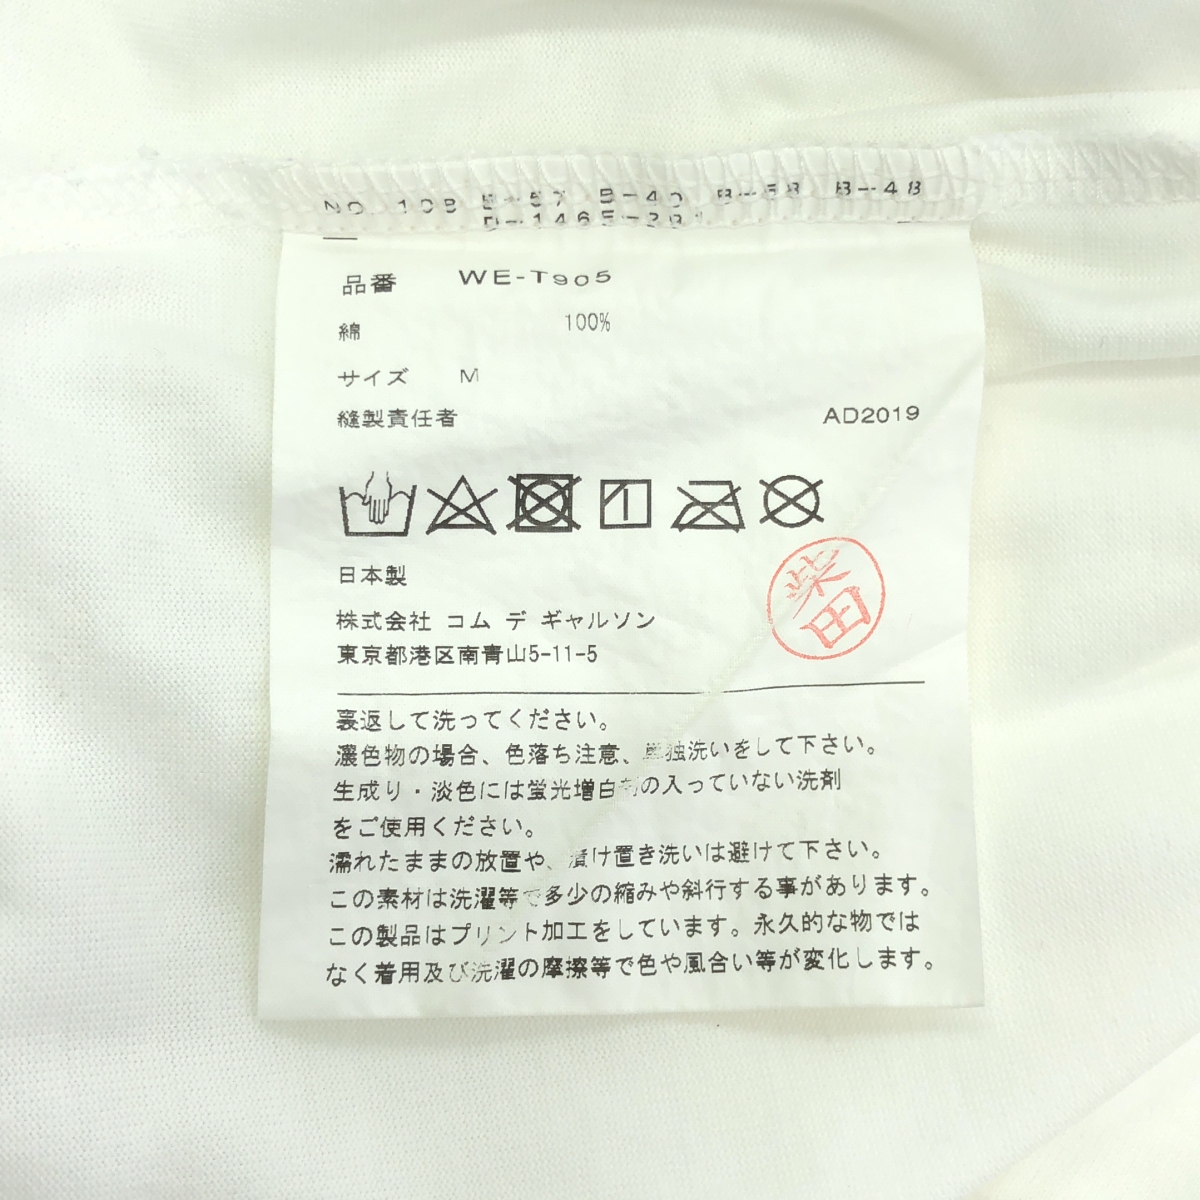 NO. 108 B-57 B-40 B-58 B-48
品番 WE-T905
綿 100%
サイズ M
縫製責任者 AD2019
柴田
日本製
株式会社 コム デ ギャルソン
東京都港区南青山5-11-5
裏返して洗ってください。
濃色物の場合、色落ち注意、単独洗いをして下さい。
生成り・淡色には蛍光増白剤の入っていない洗剤
をご使用ください。
濡れたままの放置や、漬け置き洗いは避けて下さい。
この素材は洗濯等で多少の縮みや斜行する事があります。
この製品はプリント加工をしています。永久的な物では
なく着用及び洗濯の摩擦等で色や風合い等が変化します。